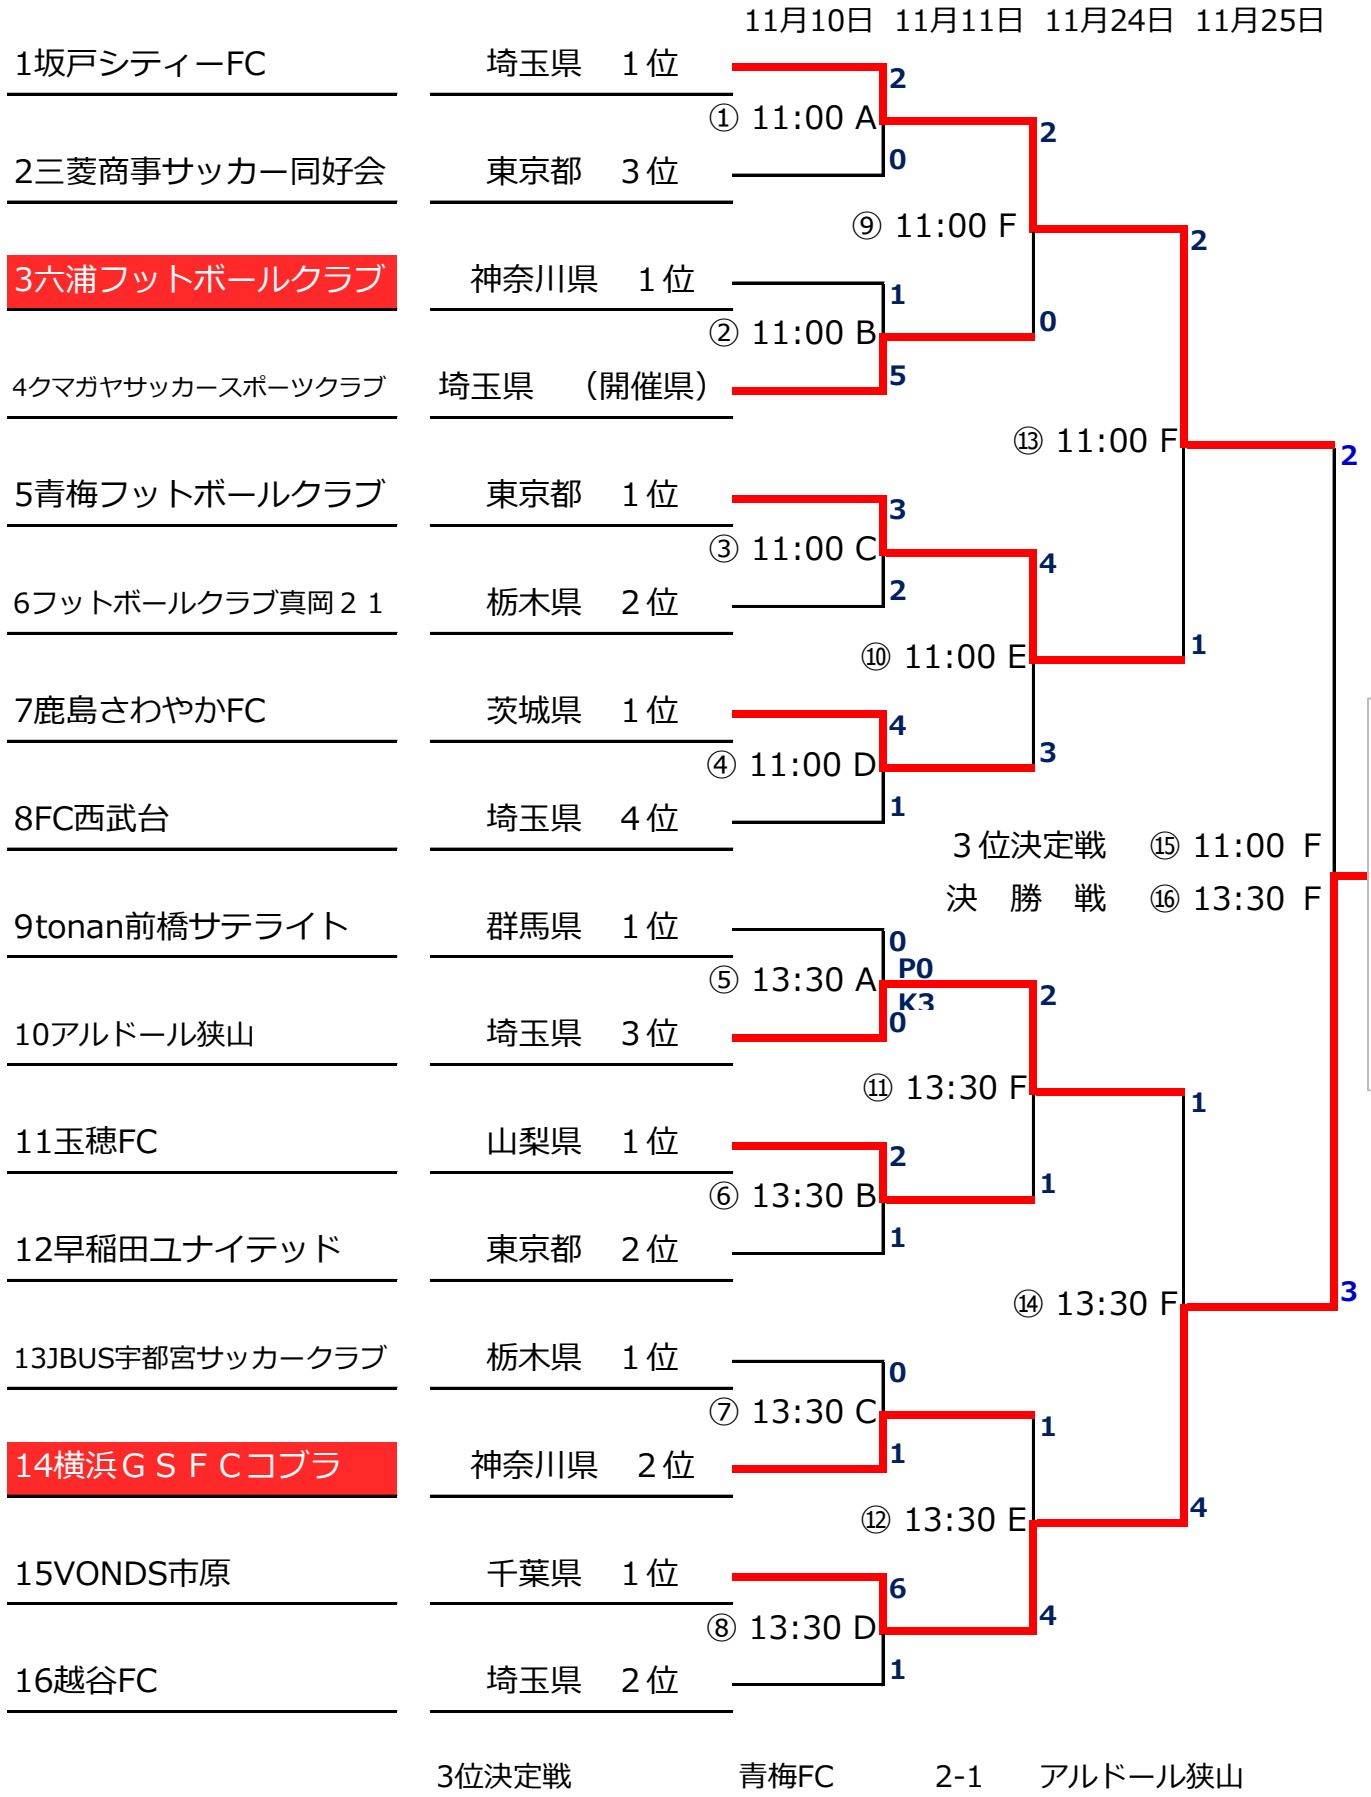 11月10日 11月11日 11月24日 11月25日
1坂戸シティーFC 埼玉県 １位
2
① 11:00 A
2
2三菱商事サッカー同好会 東京都 ３位
0
⑨ 11:00 F
2
3六浦フットボールクラブ 神奈川県 １位
1
② 11:00 B
0
4クマガヤサッカースポーツクラブ 埼玉県 （開催県）
5
⑬ 11:00 F
2
5青梅フットボールクラブ 東京都 １位
3
③ 11:00 C
4
6フットボールクラブ真岡２１ 栃木県 ２位
2
⑩ 11:00 E
1
7鹿島さわやかFC 茨城県 １位
4
④ 11:00 D
3
8FC西武台 埼玉県 ４位
1
３位決定戦 ⑮ 11:00 F
決 勝 戦 ⑯ 13:30 F
9tonan前橋サテライト 群馬県 １位
0
P0
⑤ 13:30 A
K3
2
10アルドール狭山 埼玉県 ３位
0
⑪ 13:30 F
1
11玉穂FC 山梨県 １位
2
⑥ 13:30 B
1
12早稲田ユナイテッド 東京都 ２位
1
⑭ 13:30 F
3
13JBUS宇都宮サッカークラブ 栃木県 １位
0
⑦ 13:30 C
1
14横浜ＧＳＦＣコブラ 神奈川県 ２位
1
⑫ 13:30 E
4
15VONDS市原 千葉県 １位
6
⑧ 13:30 D
4
16越谷FC 埼玉県 ２位
1
3位決定戦 青梅FC 2-1 アルドール狭山